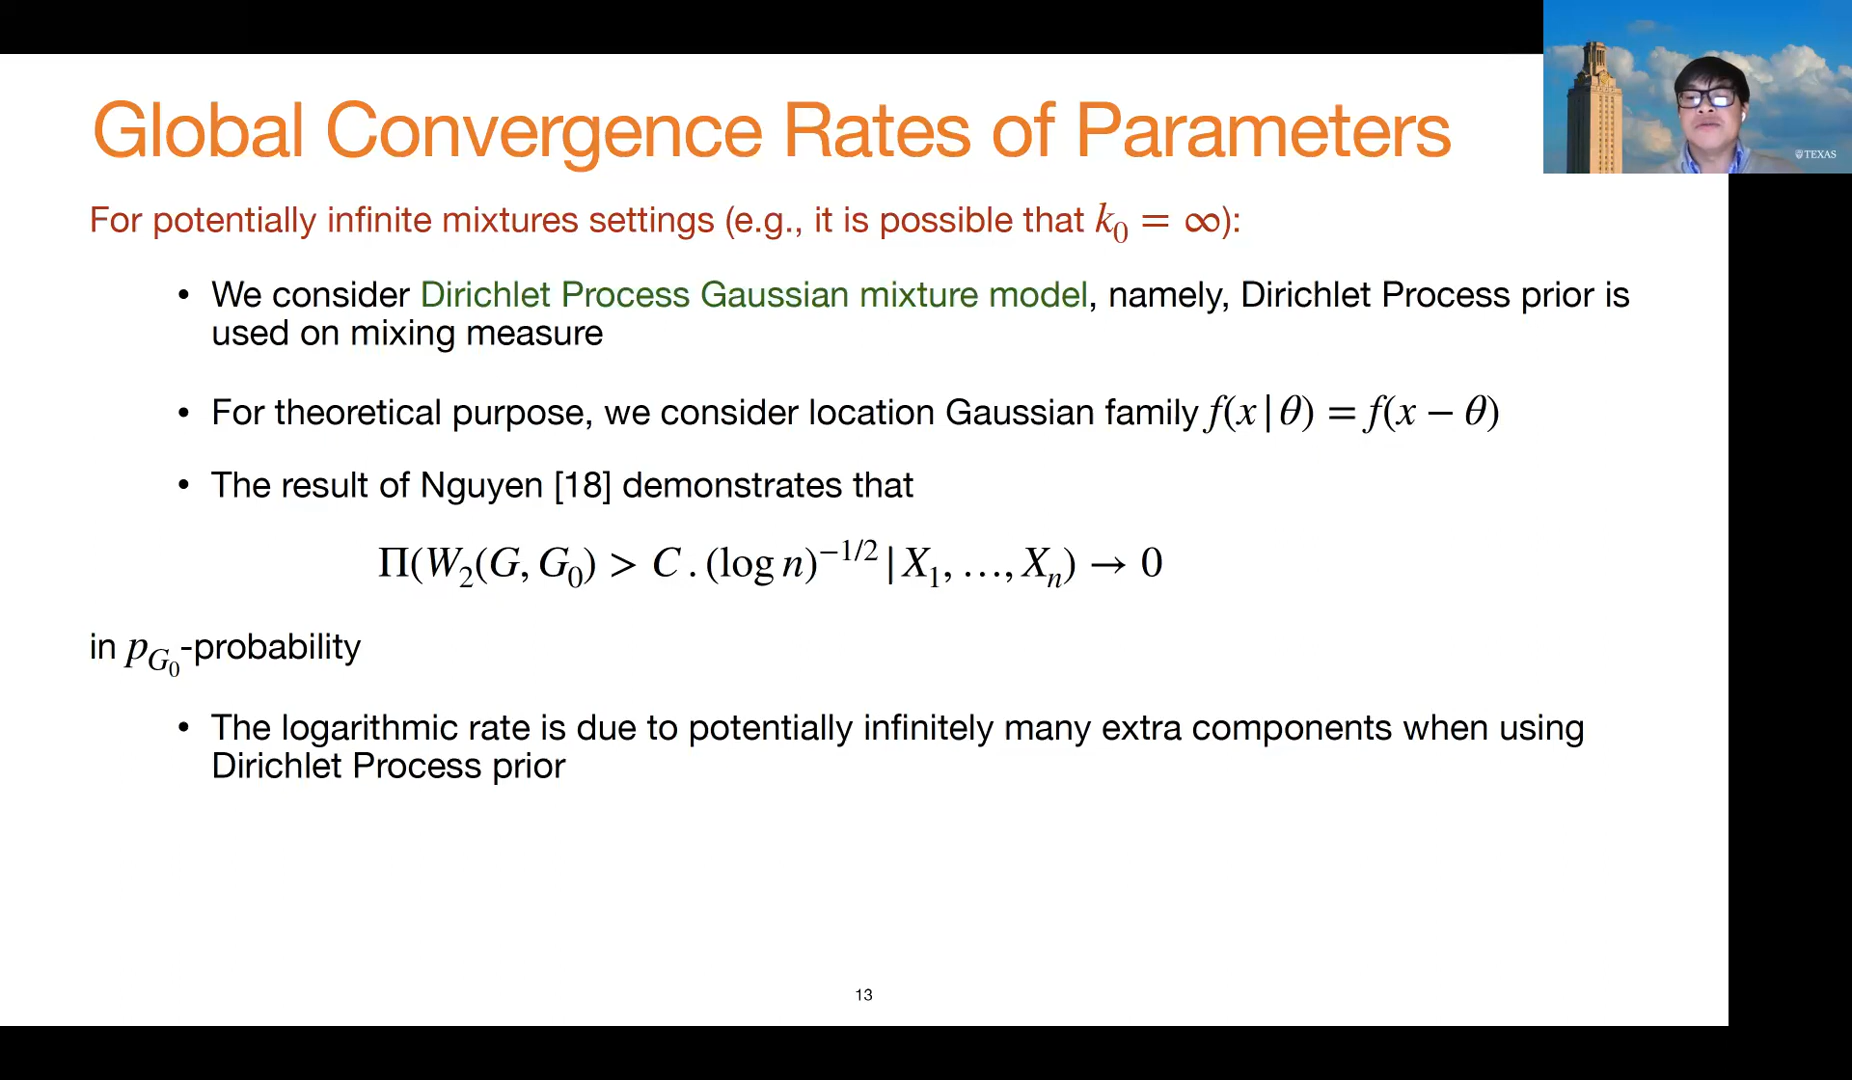 Global Convergence Rates of Parameters
TEXAS
For potentially infinite mixtures settings (e.g., it is possible that k₀ = ∞):
• We consider Dirichlet Process Gaussian mixture model, namely, Dirichlet Process prior is
used on mixing measure
• For theoretical purpose, we consider location Gaussian family f(x | θ) = f(x − θ)
• The result of Nguyen [18] demonstrates that
Π(W₂(G, G₀) > C . (log n)^{−1/2} | X₁, …, Xₙ) → 0
in p_{G₀}-probability
• The logarithmic rate is due to potentially infinitely many extra components when using
Dirichlet Process prior
13